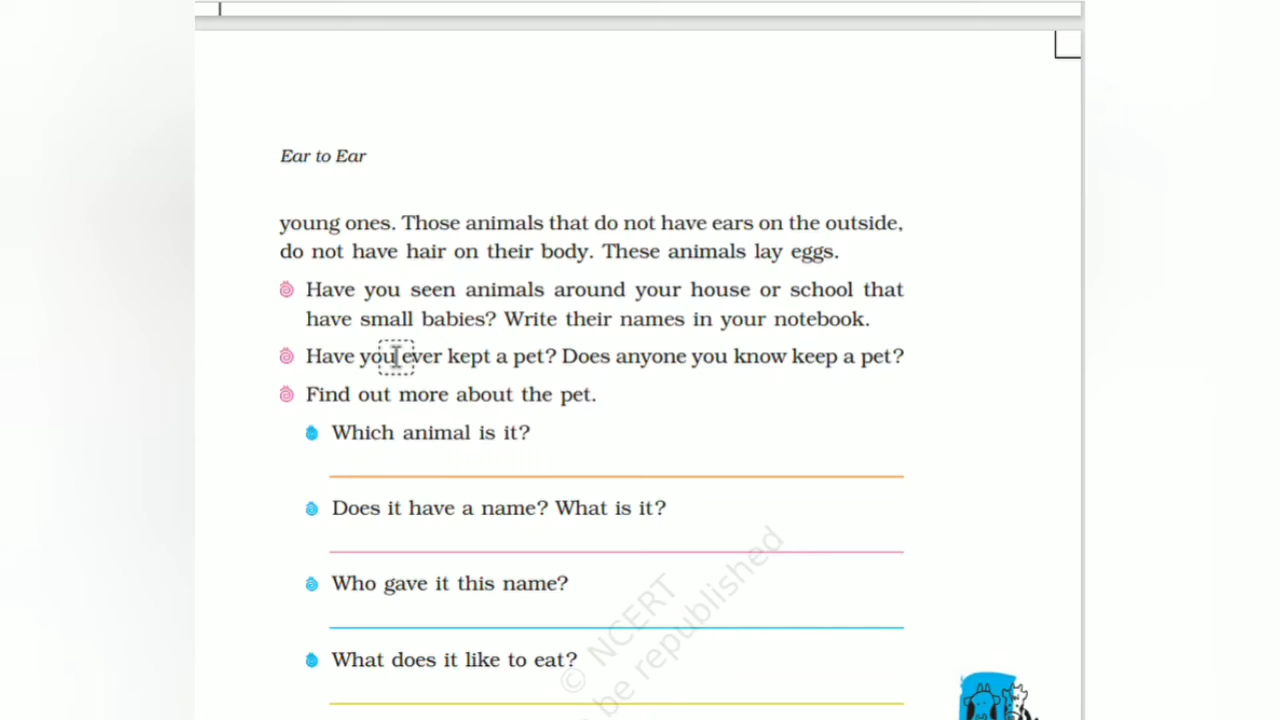 Ear to Ear
young ones. Those animals that do not have ears on the outside,
do not have hair on their body. These animals lay eggs.
Have you seen animals around your house or school that
have small babies? Write their names in your notebook.
Have you ever kept a pet? Does anyone you know keep a pet?
Find out more about the pet.
Which animal is it?
Does it have a name? What is it?
Who gave it this name?
What does it like to eat?
© NCERT
be republished